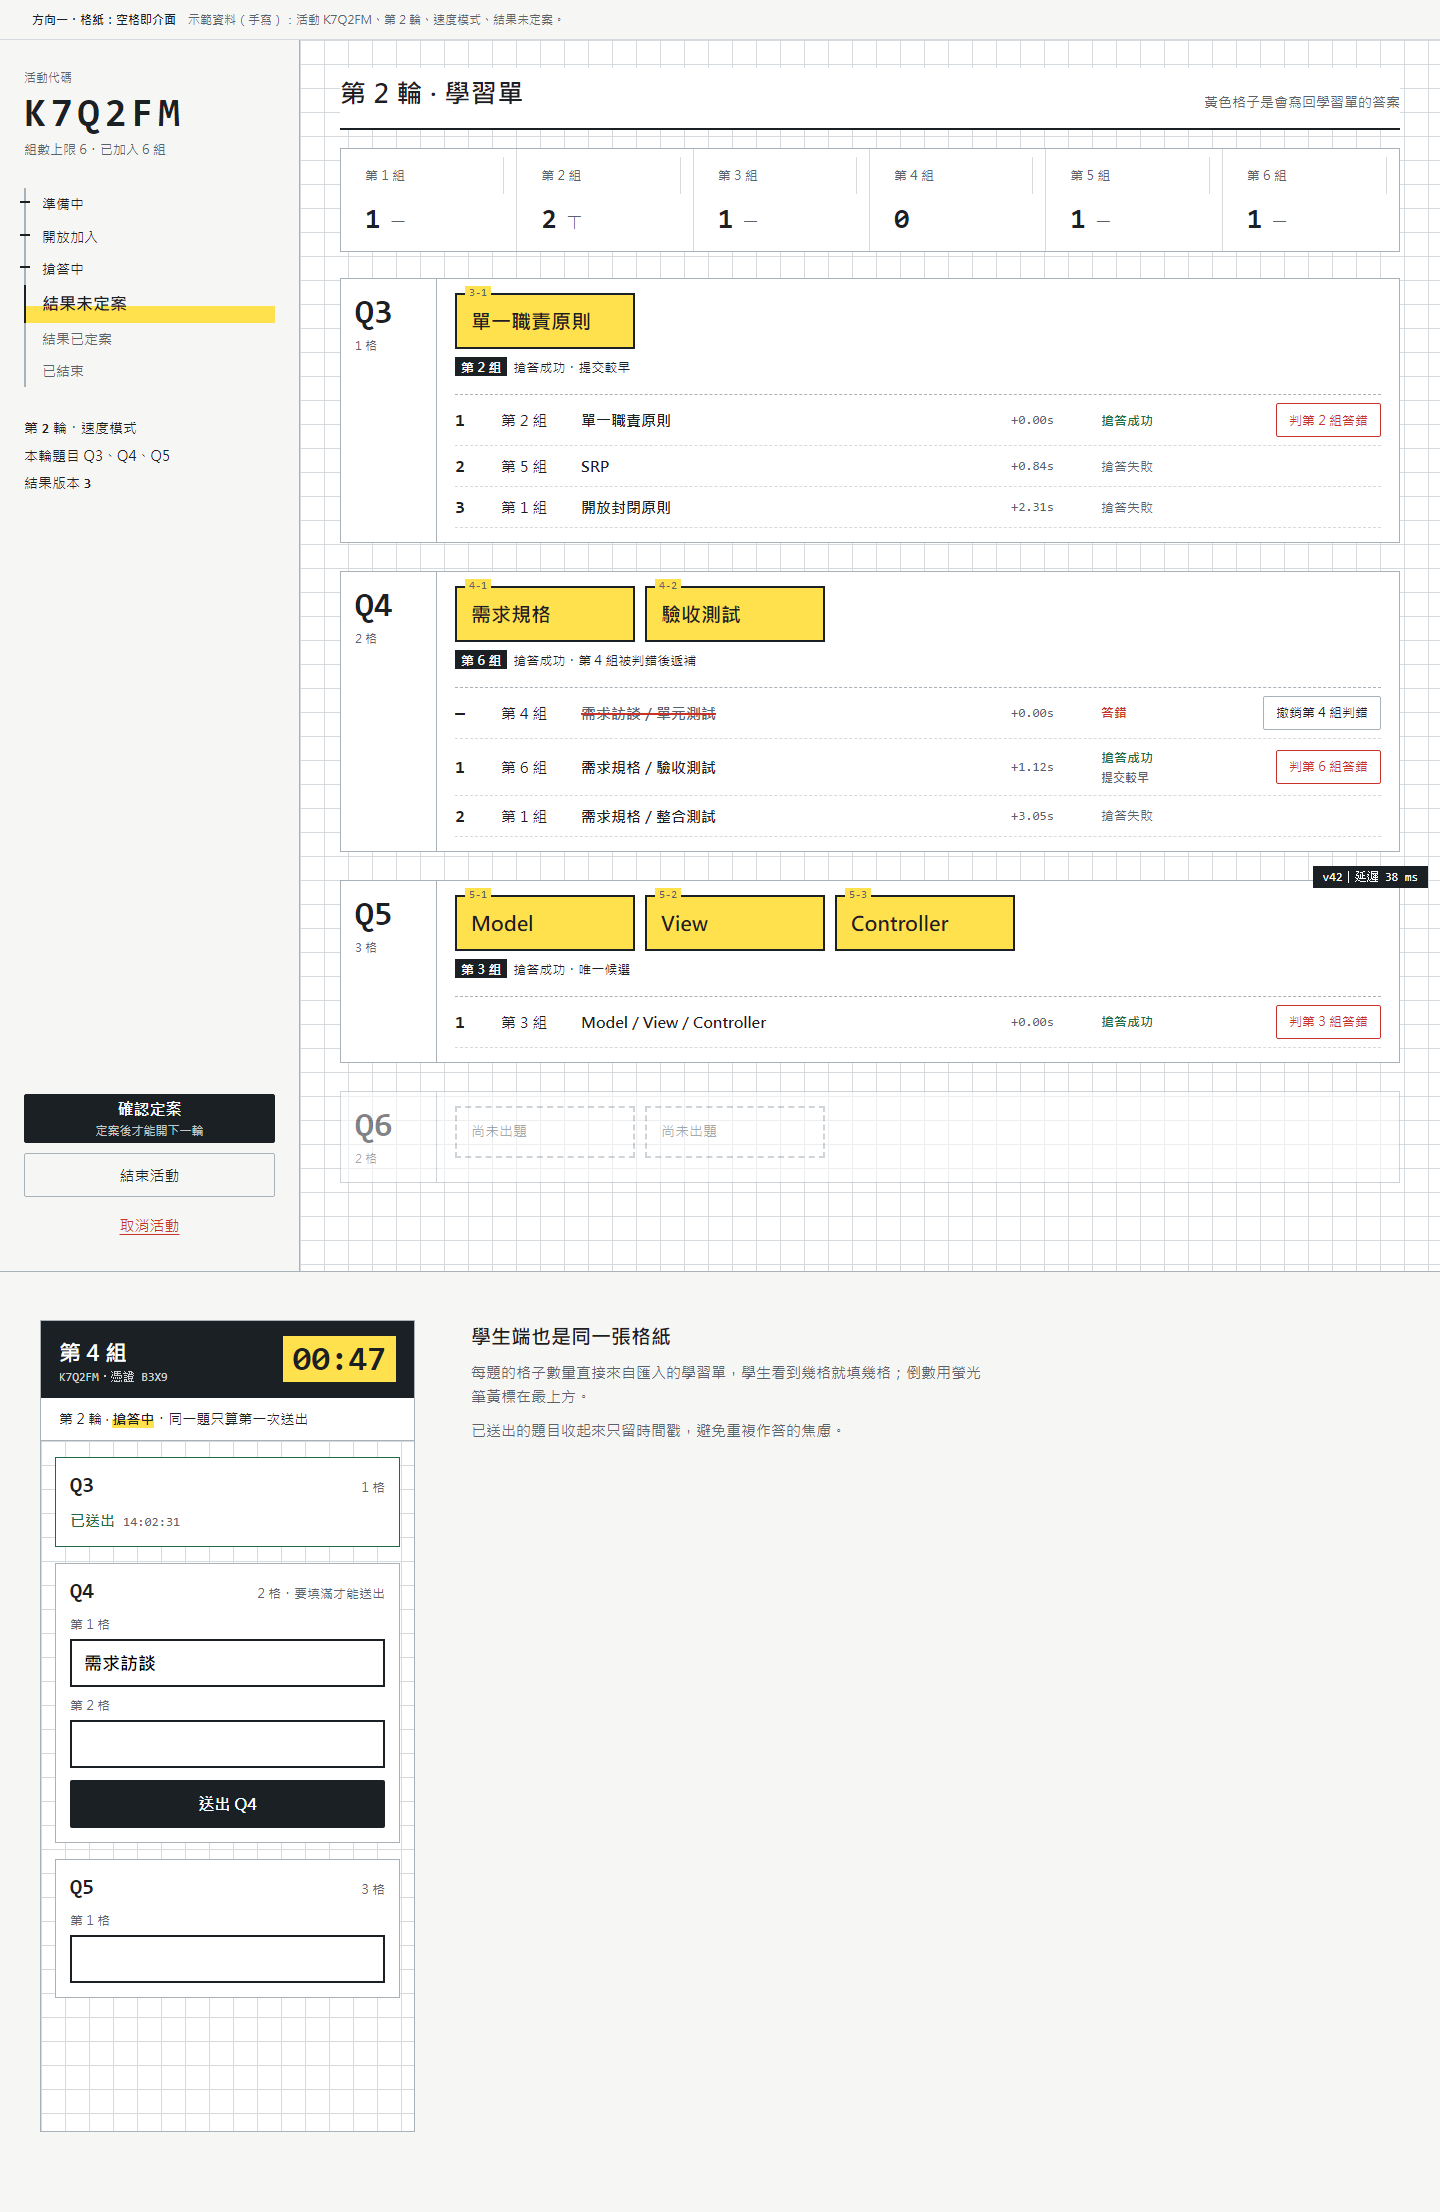 方向一・格紙：空格即介面 示範資料（手寫）：活動 K7Q2FM、第 2 輪、速度模式、結果未定案。
活動代碼
K7Q2FM
組數上限 6・已加入 6 組
準備中
開放加入
搶答中
結果未定案
結果已定案
已結束
第 2 輪・速度模式
本輪題目 Q3、Q4、Q5
結果版本 3
確認定案
定案後才能開下一輪
結束活動
取消活動
第 2 輪・學習單
黃色格子是會寫回學習單的答案
第 1 組
1 一
第 2 組
2 丅
第 3 組
1 一
第 4 組
0
第 5 組
1 一
第 6 組
1 一
Q3
1 格
3-1
單一職責原則
第 2 組 搶答成功・提交較早
1 第 2 組 單一職責原則 +0.00s 搶答成功 判第 2 組答錯
2 第 5 組 SRP +0.84s 搶答失敗
3 第 1 組 開放封閉原則 +2.31s 搶答失敗
Q4
2 格
4-1
需求規格
4-2
驗收測試
第 6 組 搶答成功・第 4 組被判錯後遞補
— 第 4 組 需求訪談 / 單元測試 +0.00s 答錯 撤銷第 4 組判錯
1 第 6 組 需求規格 / 驗收測試 +1.12s 搶答成功 提交較早 判第 6 組答錯
2 第 1 組 需求規格 / 整合測試 +3.05s 搶答失敗
v42 | 延遲 38 ms
Q5
3 格
5-1
Model
5-2
View
5-3
Controller
第 3 組 搶答成功・唯一候選
1 第 3 組 Model / View / Controller +0.00s 搶答成功 判第 3 組答錯
Q6
2 格
尚未出題
尚未出題
第 4 組
K7Q2FM・憑證 B3X9
00:47
第 2 輪・搶答中・同一題只算第一次送出
Q3
1 格
已送出 14:02:31
Q4
2 格・要填滿才能送出
第 1 格
需求訪談
第 2 格
送出 Q4
Q5
3 格
第 1 格
學生端也是同一張格紙
每題的格子數量直接來自匯入的學習單，學生看到幾格就填幾格；倒數用螢光
筆黃標在最上方。
已送出的題目收起來只留時間戳，避免重複作答的焦慮。